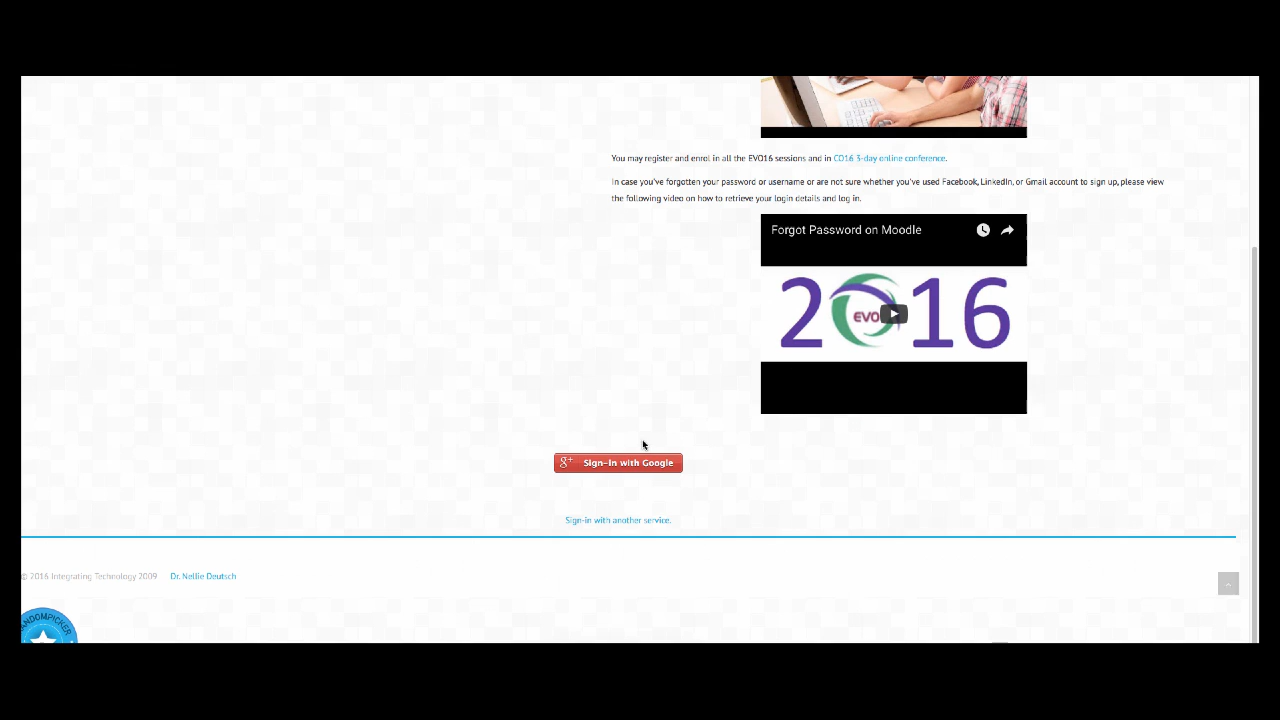 You may register and enrol in all the EVO16 sessions and in CO16 3-day online conference.
In case you've forgotten your password or username or are not sure whether you've used Facebook, LinkedIn, or Gmail account to sign up, please view
the following video on how to retrieve your login details and log in.
Forgot Password on Moodle
2016
EVO
g+ Sign-in with Google
Sign-in with another service.
© 2016 Integrating Technology 2009 Dr. Nellie Deutsch
ANDOMPICKER